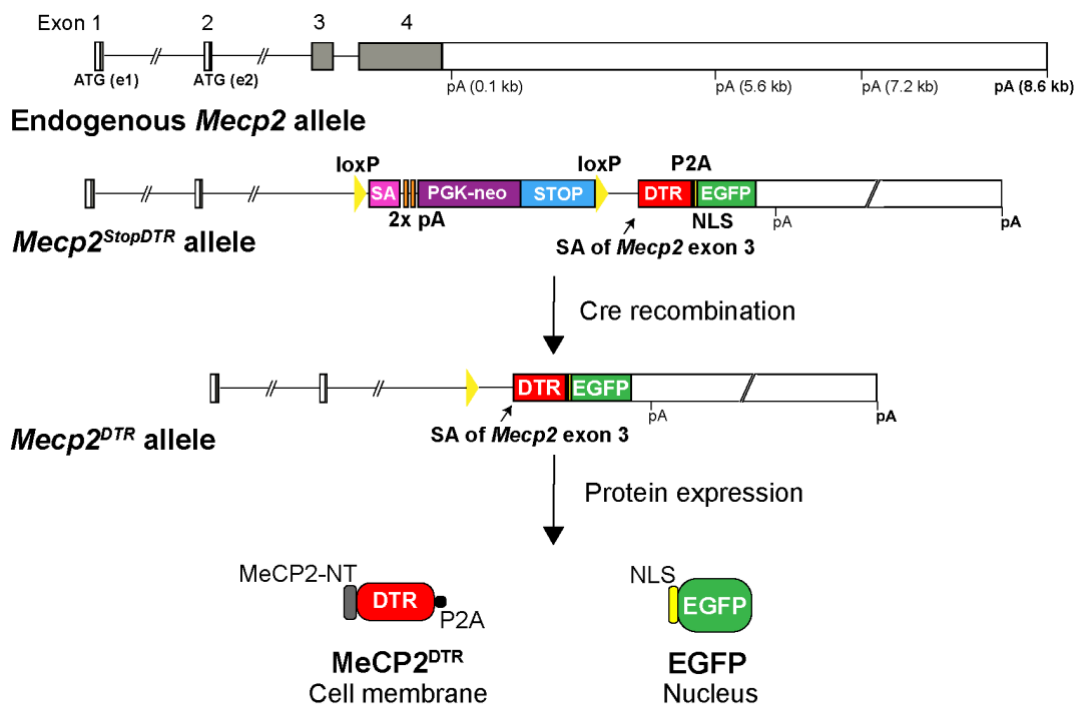 Exon 1 2 3 4
ATG (e1) ATG (e2) pA (0.1 kb) pA (5.6 kb) pA (7.2 kb) pA (8.6 kb)
Endogenous Mecp2 allele
loxP loxP P2A
SA PGK-neo STOP DTR EGFP
2x pA NLS pA pA
Mecp2StopDTR allele
SA of Mecp2 exon 3
Cre recombination
DTR EGFP
pA pA
Mecp2DTR allele
SA of Mecp2 exon 3
Protein expression
MeCP2-NT NLS
DTR EGFP
P2A
MeCP2DTR EGFP
Cell membrane Nucleus